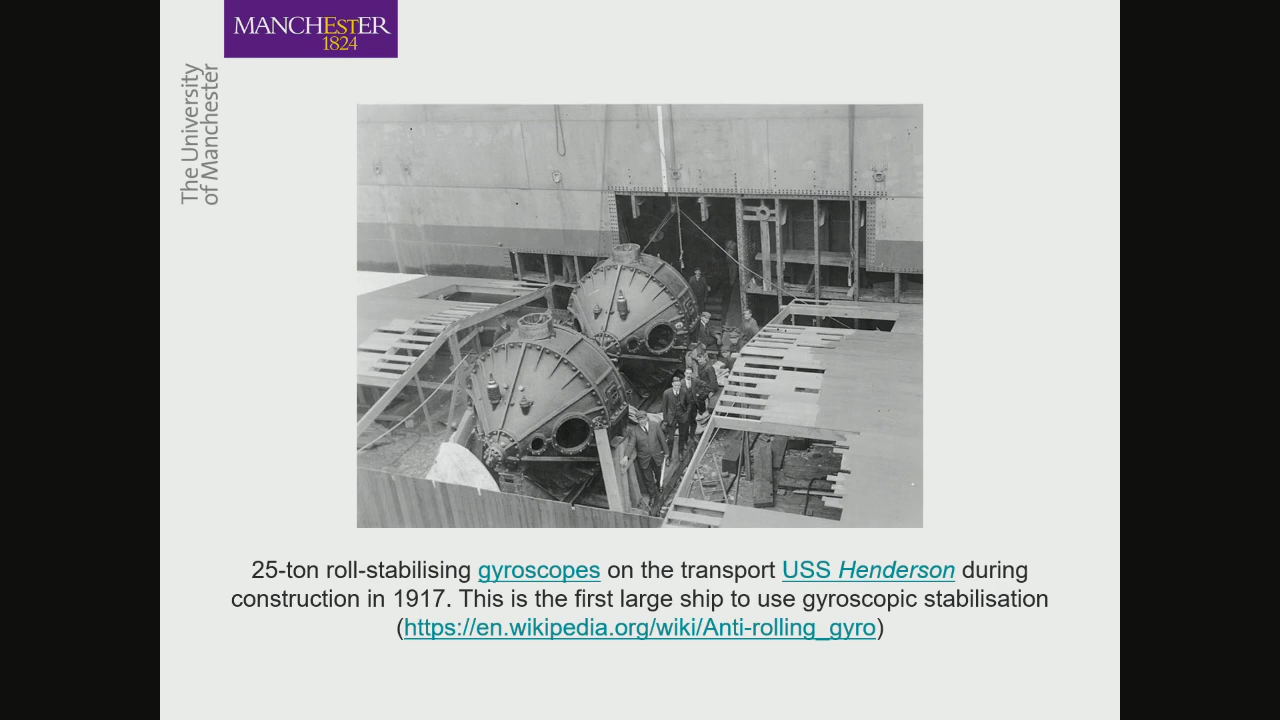 MANCHESTER
1824
The University
of Manchester
25-ton roll-stabilising gyroscopes on the transport USS Henderson during
construction in 1917. This is the first large ship to use gyroscopic stabilisation
(https://en.wikipedia.org/wiki/Anti-rolling_gyro)